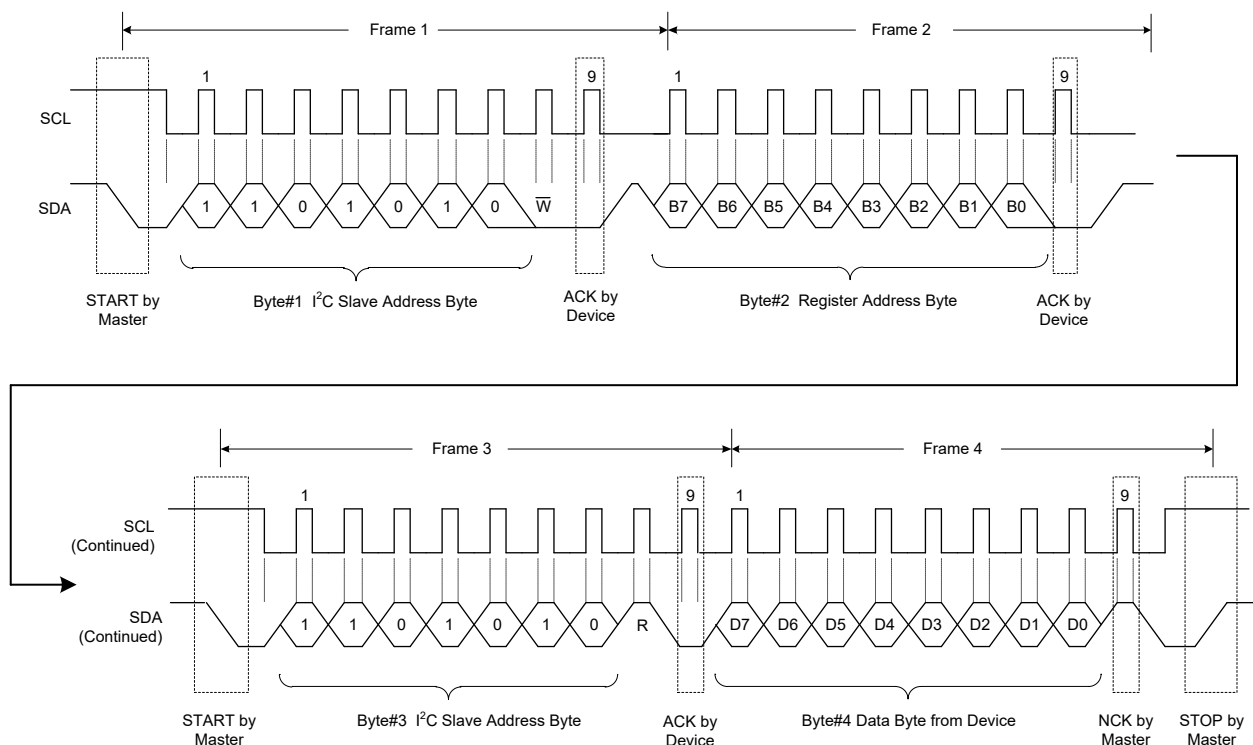 Frame 1 Frame 2
1 9 1 9
SCL
SDA 1 1 0 1 0 1 0 W̅ B7 B6 B5 B4 B3 B2 B1 B0
START by
Master
Byte#1 I²C Slave Address Byte
ACK by
Device
Byte#2 Register Address Byte
ACK by
Device
Frame 3 Frame 4
1 9 1 9
SCL
(Continued)
SDA
(Continued)
1 1 0 1 0 1 0 R D7 D6 D5 D4 D3 D2 D1 D0
START by
Master
Byte#3 I²C Slave Address Byte
ACK by
Device
Byte#4 Data Byte from Device
NCK by
Master
STOP by
Master